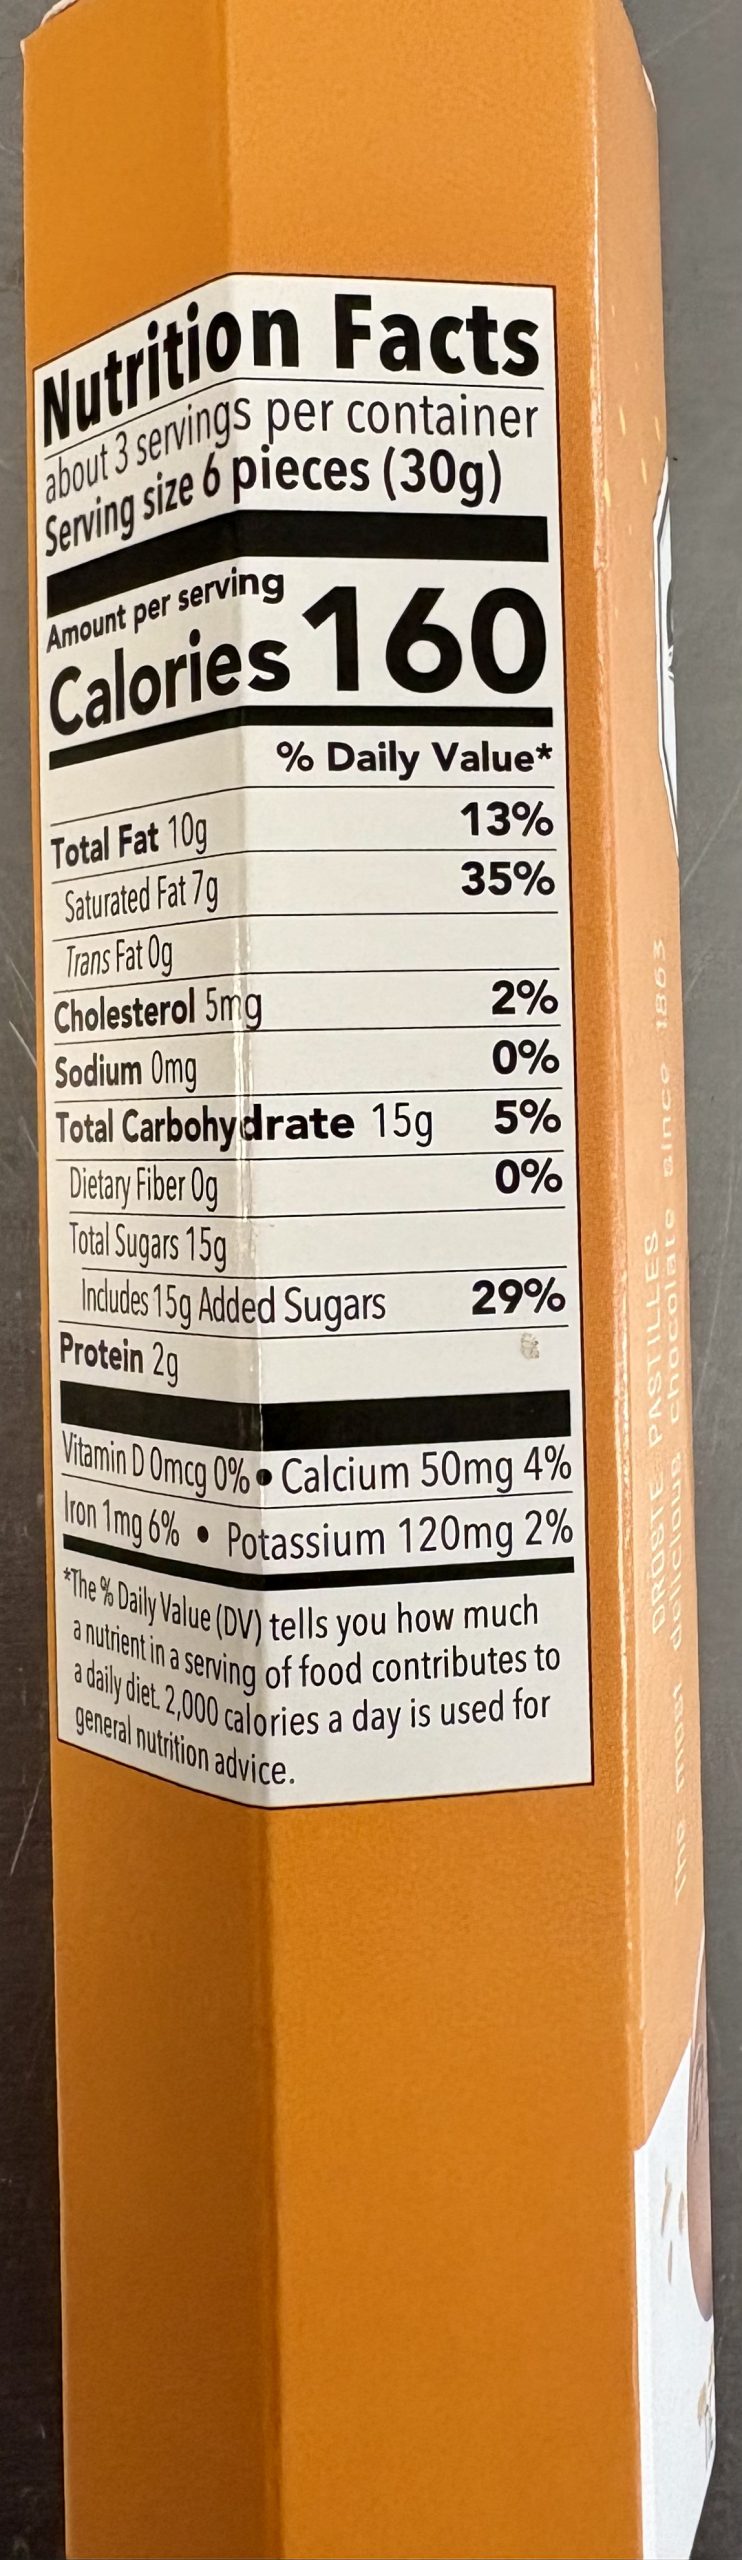 Nutrition Facts
about 3 servings per container
Serving size 6 pieces (30g)
Amount per serving
Calories 160
% Daily Value*
Total Fat 10g 13%
Saturated Fat 7g 35%
Trans Fat 0g
Cholesterol 5mg 2%
Sodium 0mg 0%
Total Carbohydrate 15g 5%
Dietary Fiber 0g 0%
Total Sugars 15g
Includes 15g Added Sugars 29%
Protein 2g
Vitamin D 0mcg 0% • Calcium 50mg 4%
Iron 1mg 6% • Potassium 120mg 2%
*The % Daily Value (DV) tells you how much
a nutrient in a serving of food contributes to
a daily diet. 2,000 calories a day is used for
general nutrition advice.
DROSTE PASTILLES
the most delicious chocolate since 1863